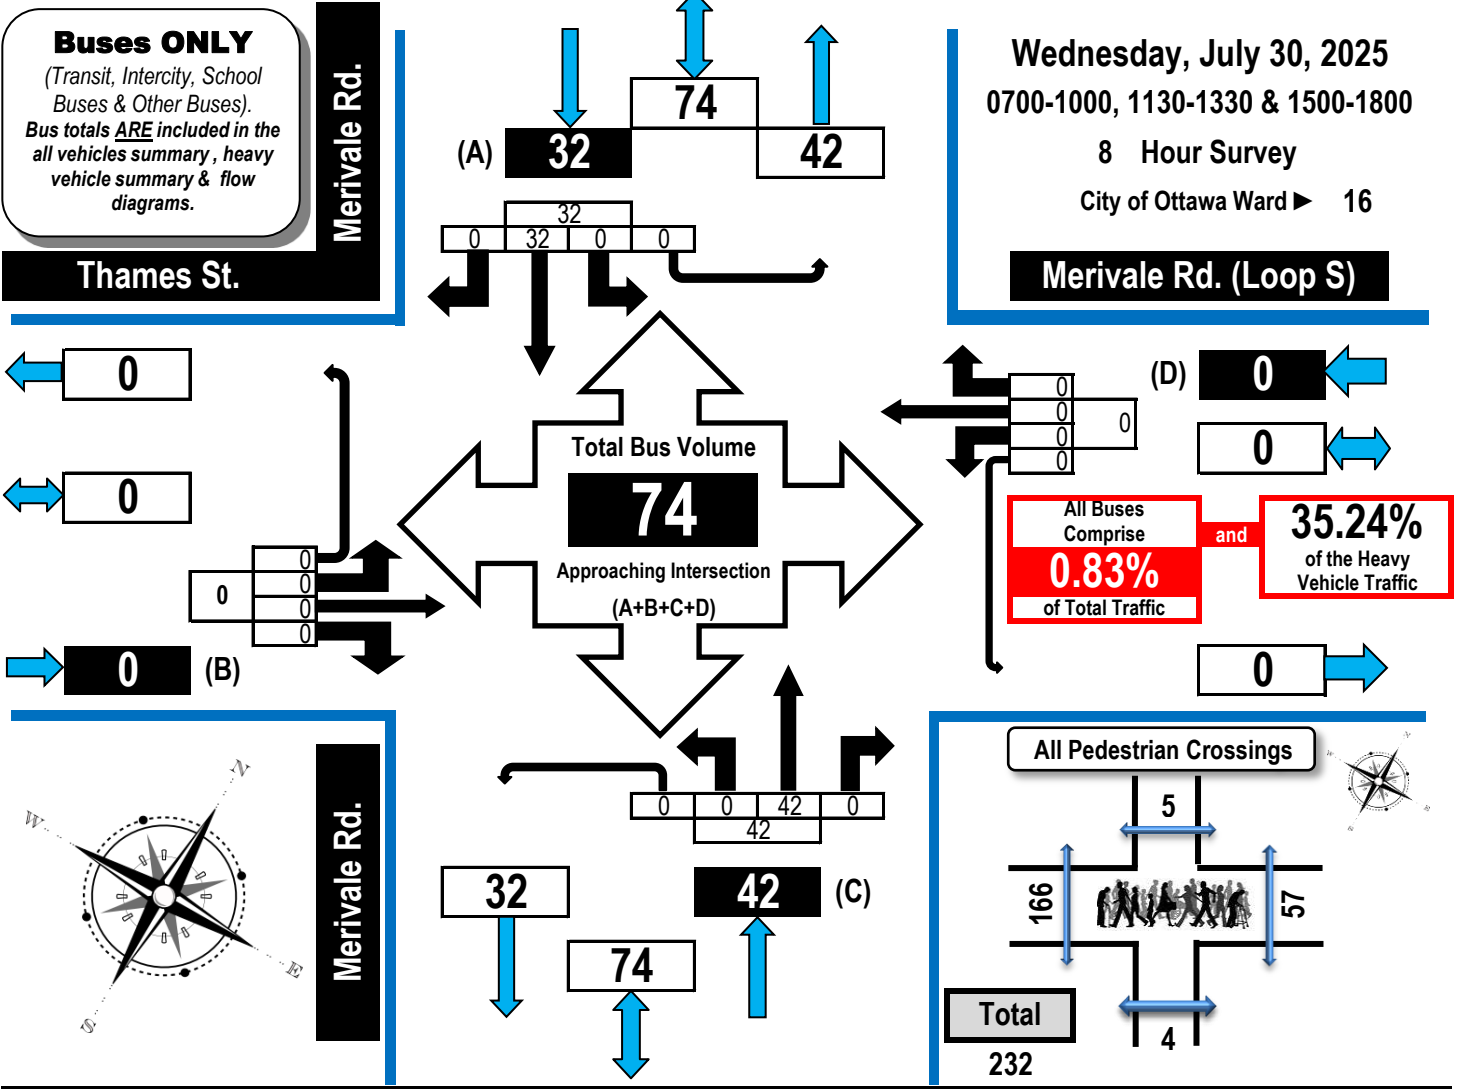 Buses ONLY
(Transit, Intercity, School
Buses & Other Buses).
Bus totals ARE included in the
all vehicles summary , heavy
vehicle summary & flow
diagrams.
Merivale Rd.
Thames St.
74
(A) 32
42
32
0 32 0 0
Wednesday, July 30, 2025
0700-1000, 1130-1330 & 1500-1800
8 Hour Survey
City of Ottawa Ward ► 16
Merivale Rd. (Loop S)
0
0
0
0
0
0
0
0 (B)
Total Bus Volume
74
Approaching Intersection
(A+B+C+D)
(D) 0
0
0
0
0
0
0
All Buses
Comprise
0.83%
of Total Traffic
and
35.24%
of the Heavy
Vehicle Traffic
0
N
W
E
S
Merivale Rd.
0 0 42 0
42
32
42 (C)
74
All Pedestrian Crossings
N
W
E
S
5
166
57
4
Total
232